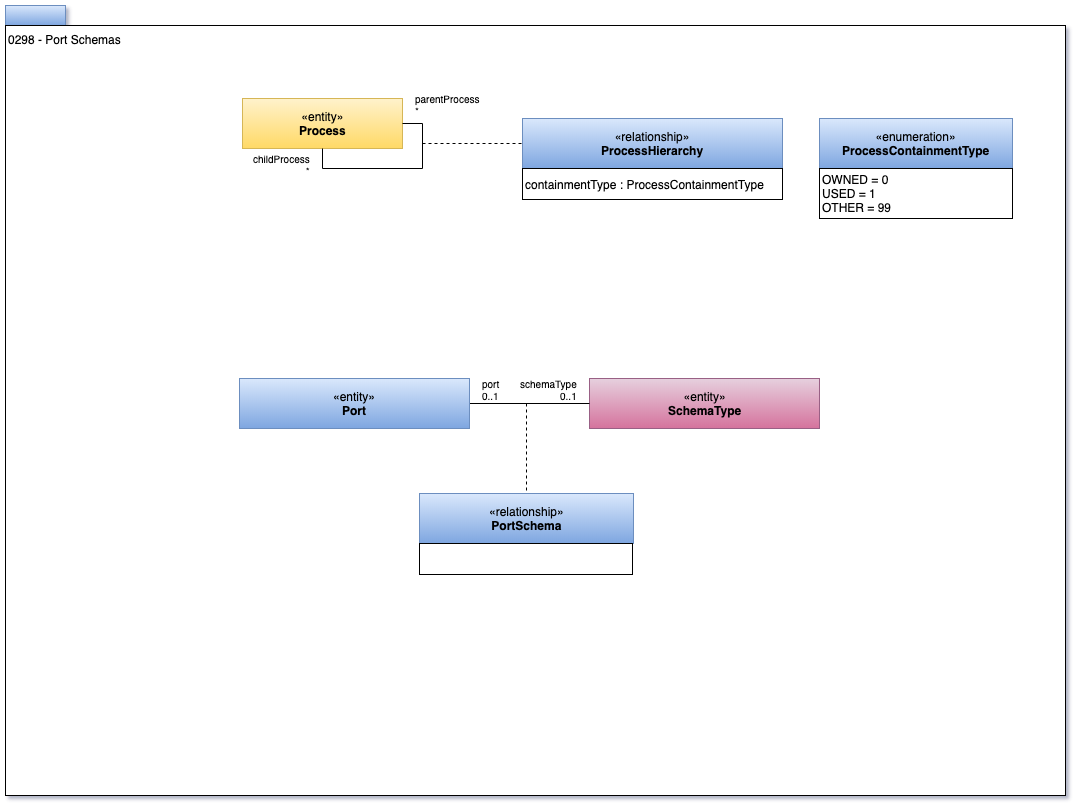 0298 - Port Schemas
parentProcess
*
«entity»
Process
childProcess
*
«relationship»
ProcessHierarchy
containmentType : ProcessContainmentType
«enumeration»
ProcessContainmentType
OWNED = 0
USED = 1
OTHER = 99
«entity»
Port
port
0..1
schemaType
0..1
«entity»
SchemaType
«relationship»
PortSchema